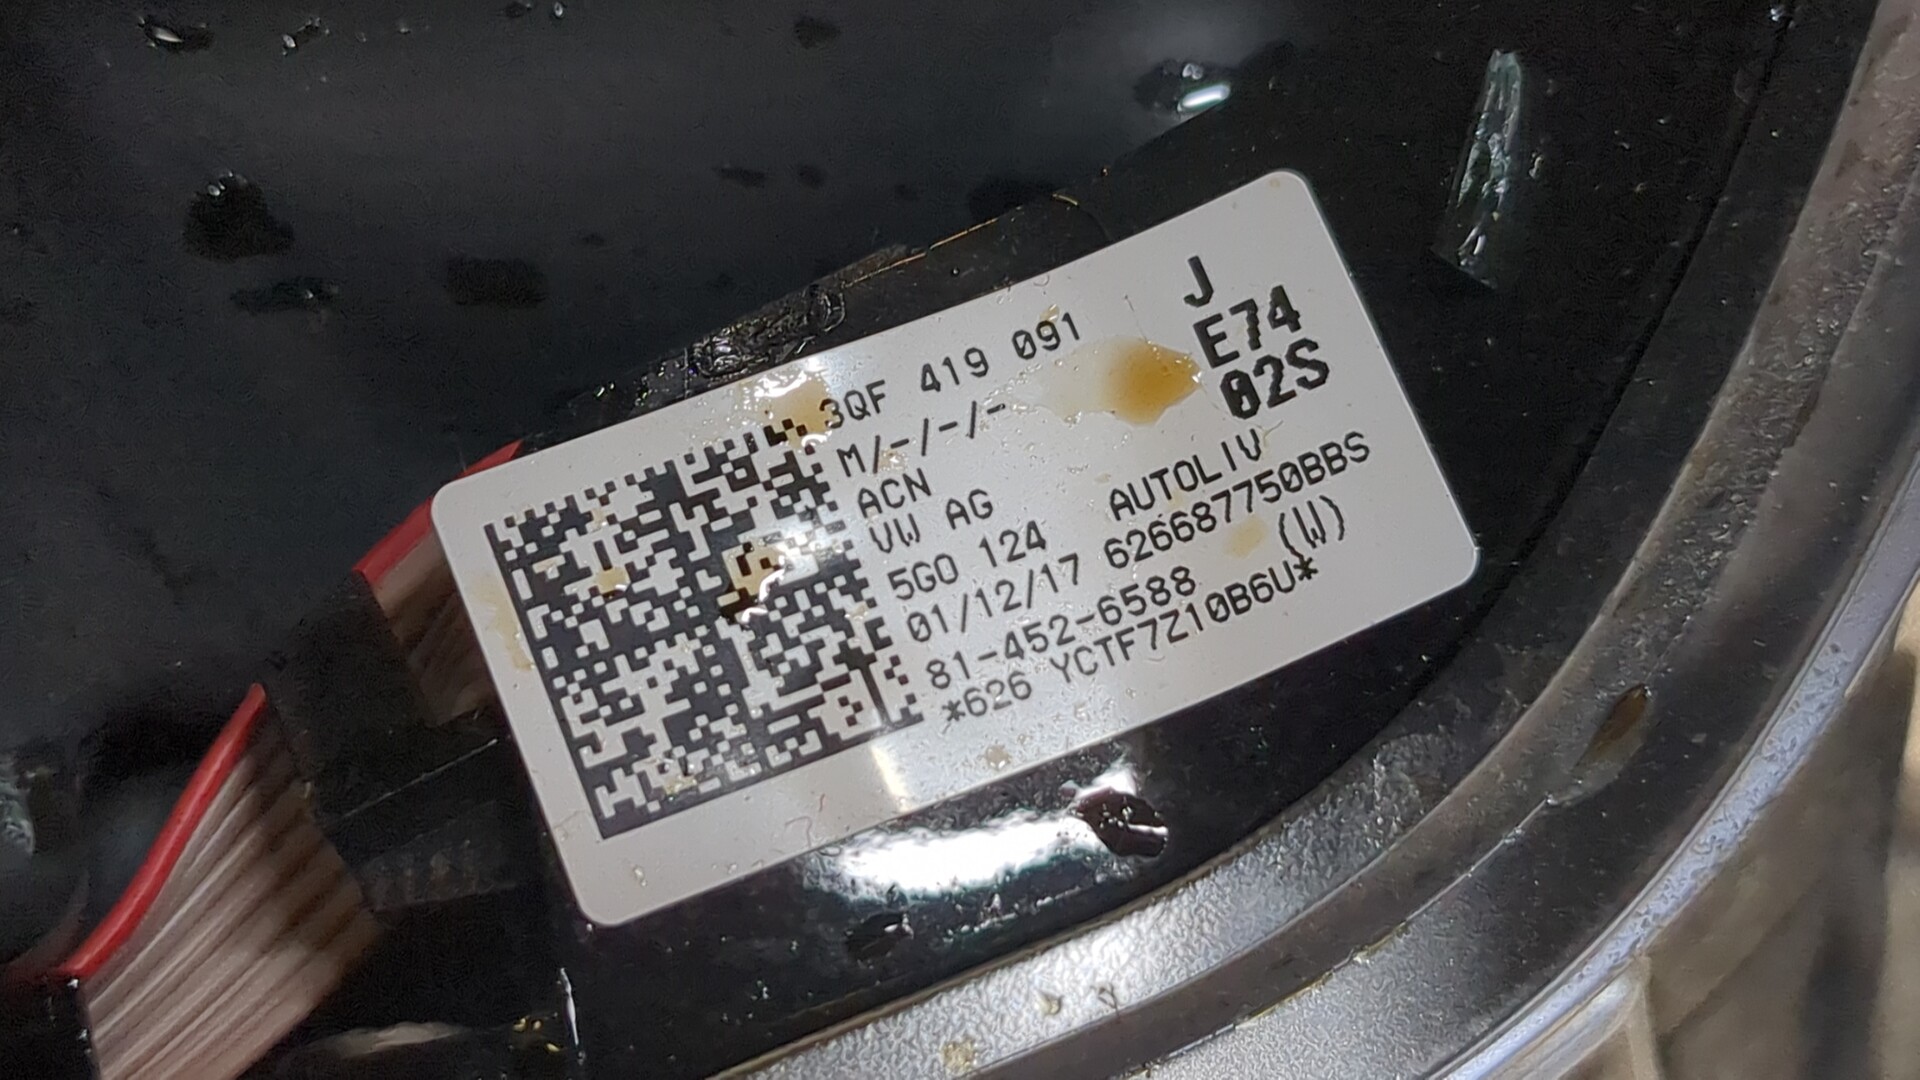 3QF 419 091
M/-/-/-
ACN
VW AG
5G0 124
01/12/17
81-452-6588
*626 YCTF7Z10B6U*
J
E74
02S
AUTOLIV
626687750BBS
(W)